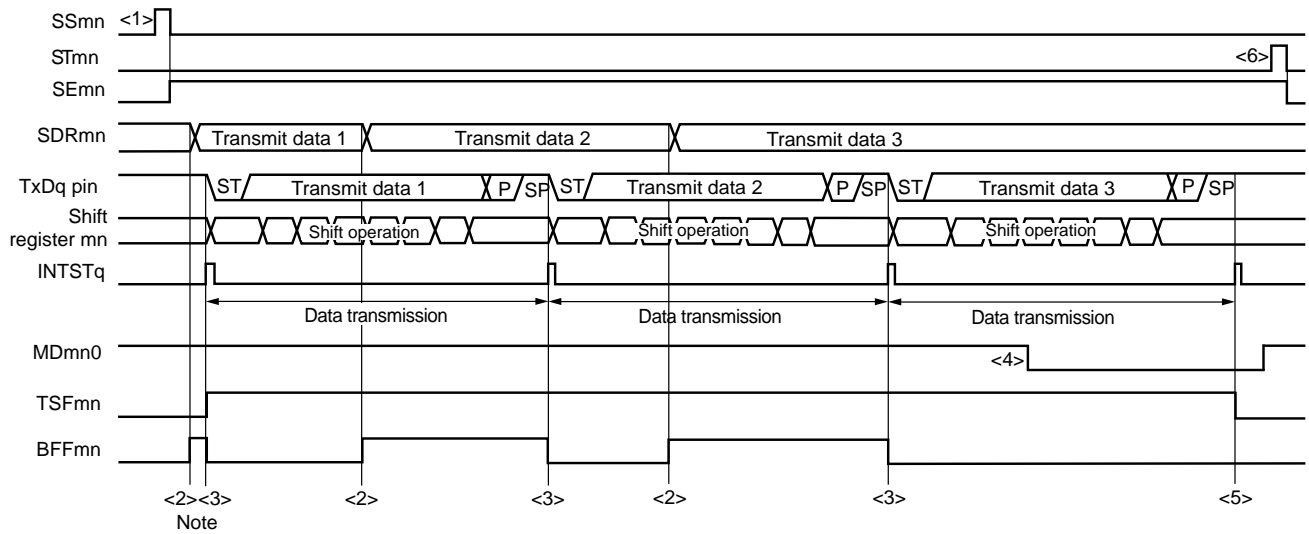 SSmn <1>
STmn <6>
SEmn
SDRmn Transmit data 1 Transmit data 2 Transmit data 3
TxDq pin ST Transmit data 1 P SP ST Transmit data 2 P SP ST Transmit data 3 P SP
Shift
register mn Shift operation Shift operation Shift operation
INTSTq
Data transmission Data transmission Data transmission
MDmn0 <4>
TSFmn
BFFmn
<2> <3> <2> <3> <2> <3> <5>
Note